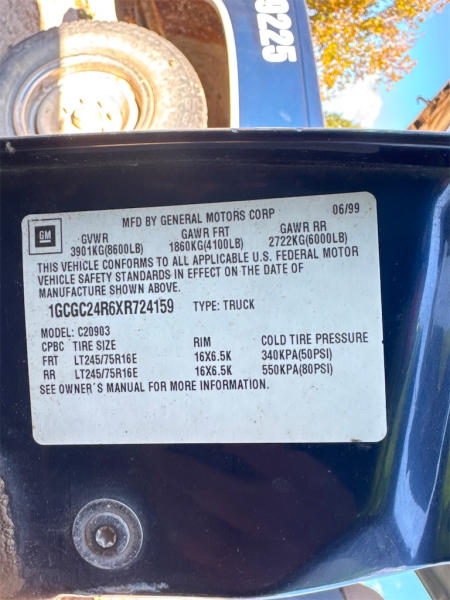 9225
MFD BY GENERAL MOTORS CORP 06/99
GM
GVWR GAWR FRT GAWR RR
3901KG(8600LB) 1860KG(4100LB) 2722KG(6000LB)
THIS VEHICLE CONFORMS TO ALL APPLICABLE U.S. FEDERAL MOTOR
VEHICLE SAFETY STANDARDS IN EFFECT ON THE DATE OF
MANUFACTURE SHOWN ABOVE.
1GCGC24R6XR724159 TYPE: TRUCK
MODEL: C20903
CPBC TIRE SIZE RIM COLD TIRE PRESSURE
FRT LT245/75R16E 16X6.5K 340KPA(50PSI)
RR LT245/75R16E 16X6.5K 550KPA(80PSI)
SEE OWNER´S MANUAL FOR MORE INFORMATION.